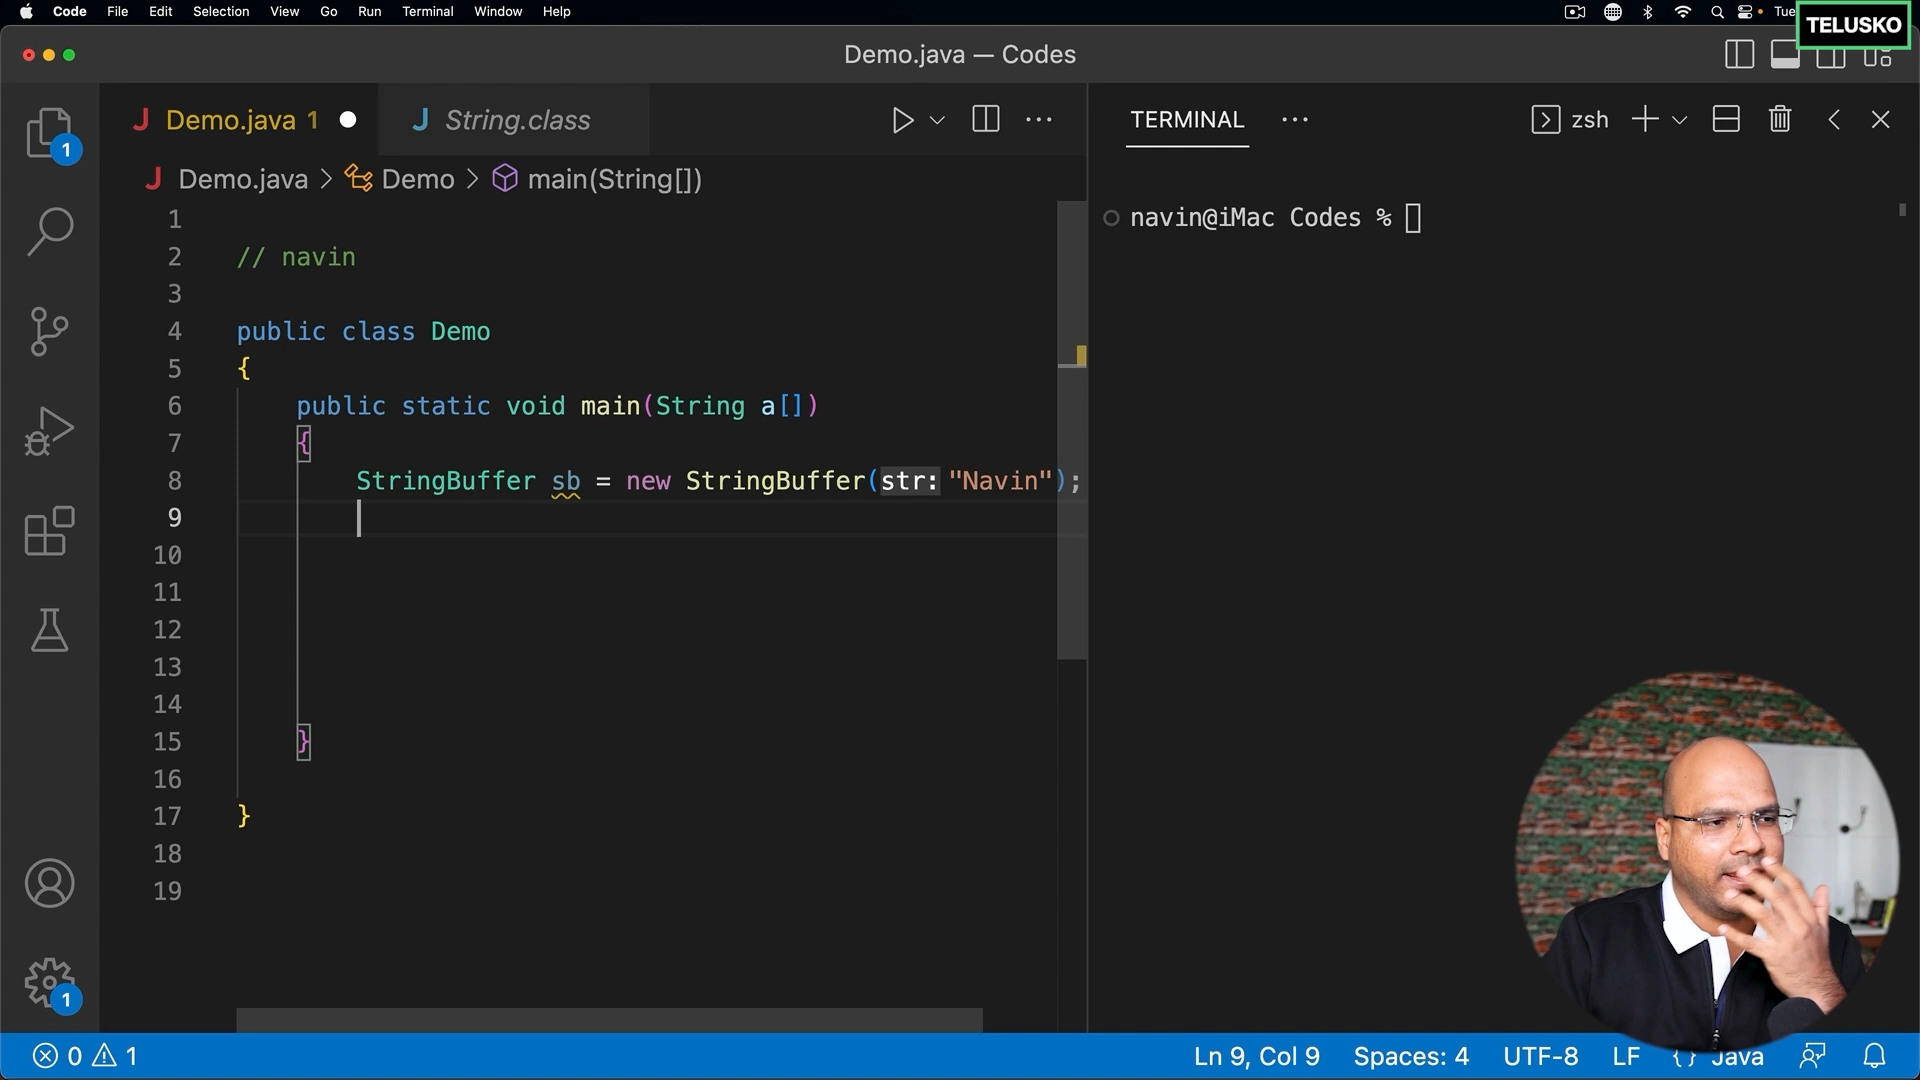 Code File Edit Selection View Go Run Terminal Window Help Tue
TELUSKO
Demo.java — Codes
Demo.java 1 String.class
TERMINAL zsh
Demo.java > Demo > main(String[])
navin@iMac Codes %
1
2 // navin
3
4 public class Demo
5 {
6 public static void main(String a[])
7 {
8 StringBuffer sb = new StringBuffer(str:"Navin");
9
10
11
12
13
14
15 }
16
17 }
18
19
1
1
0 1 Ln 9, Col 9 Spaces: 4 UTF-8 LF {} Java